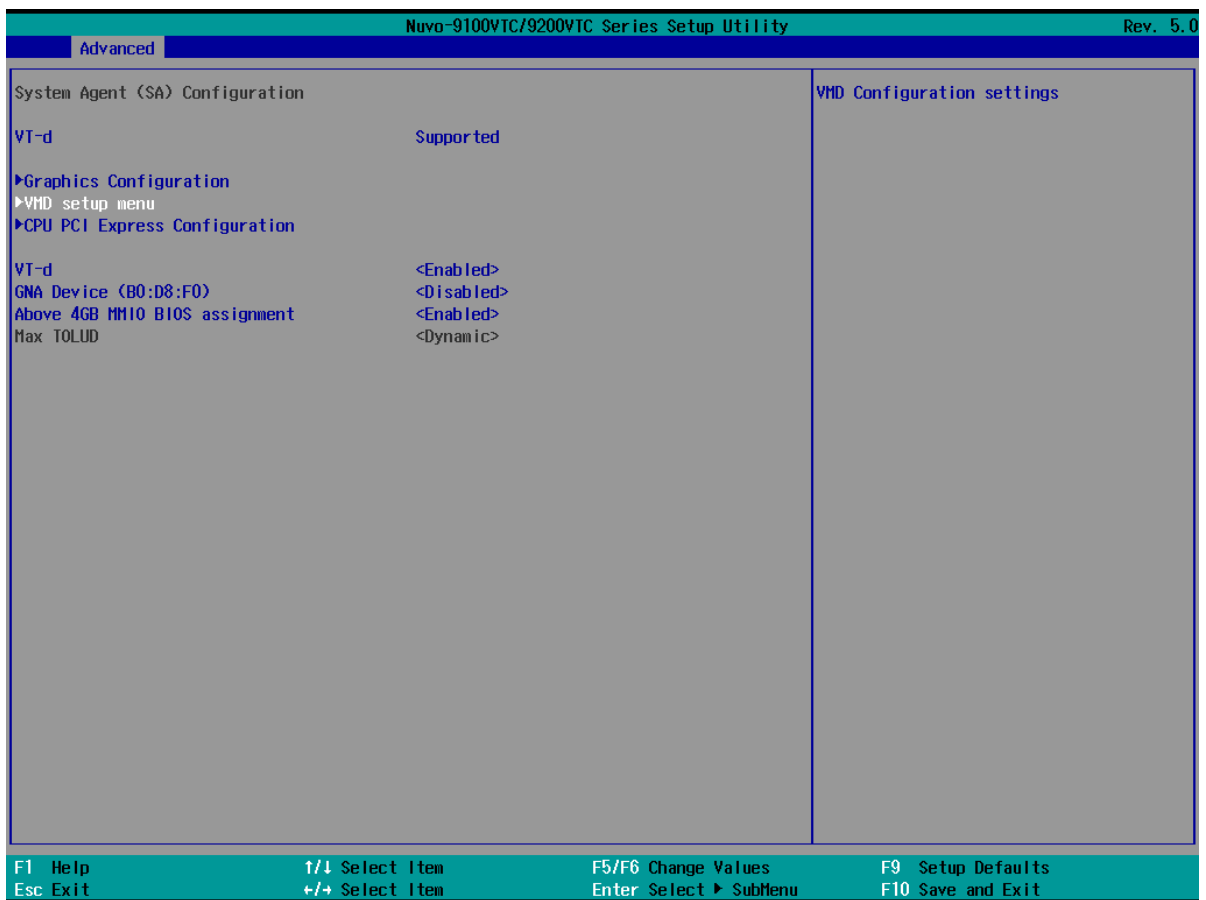 Nuvo-9100VTC/9200VTC Series Setup Utility Rev. 5.0
Advanced
System Agent (SA) Configuration VMD Configuration settings
VT-d Supported
▶Graphics Configuration
▶VMD setup menu
▶CPU PCI Express Configuration
VT-d <Enabled>
GNA Device (B0:D8:F0) <Disabled>
Above 4GB MMIO BIOS assignment <Enabled>
Max TOLUD <Dynamic>
F1 Help ↑/↓ Select Item F5/F6 Change Values F9 Setup Defaults
Esc Exit ←/→ Select Item Enter Select ▶ SubMenu F10 Save and Exit